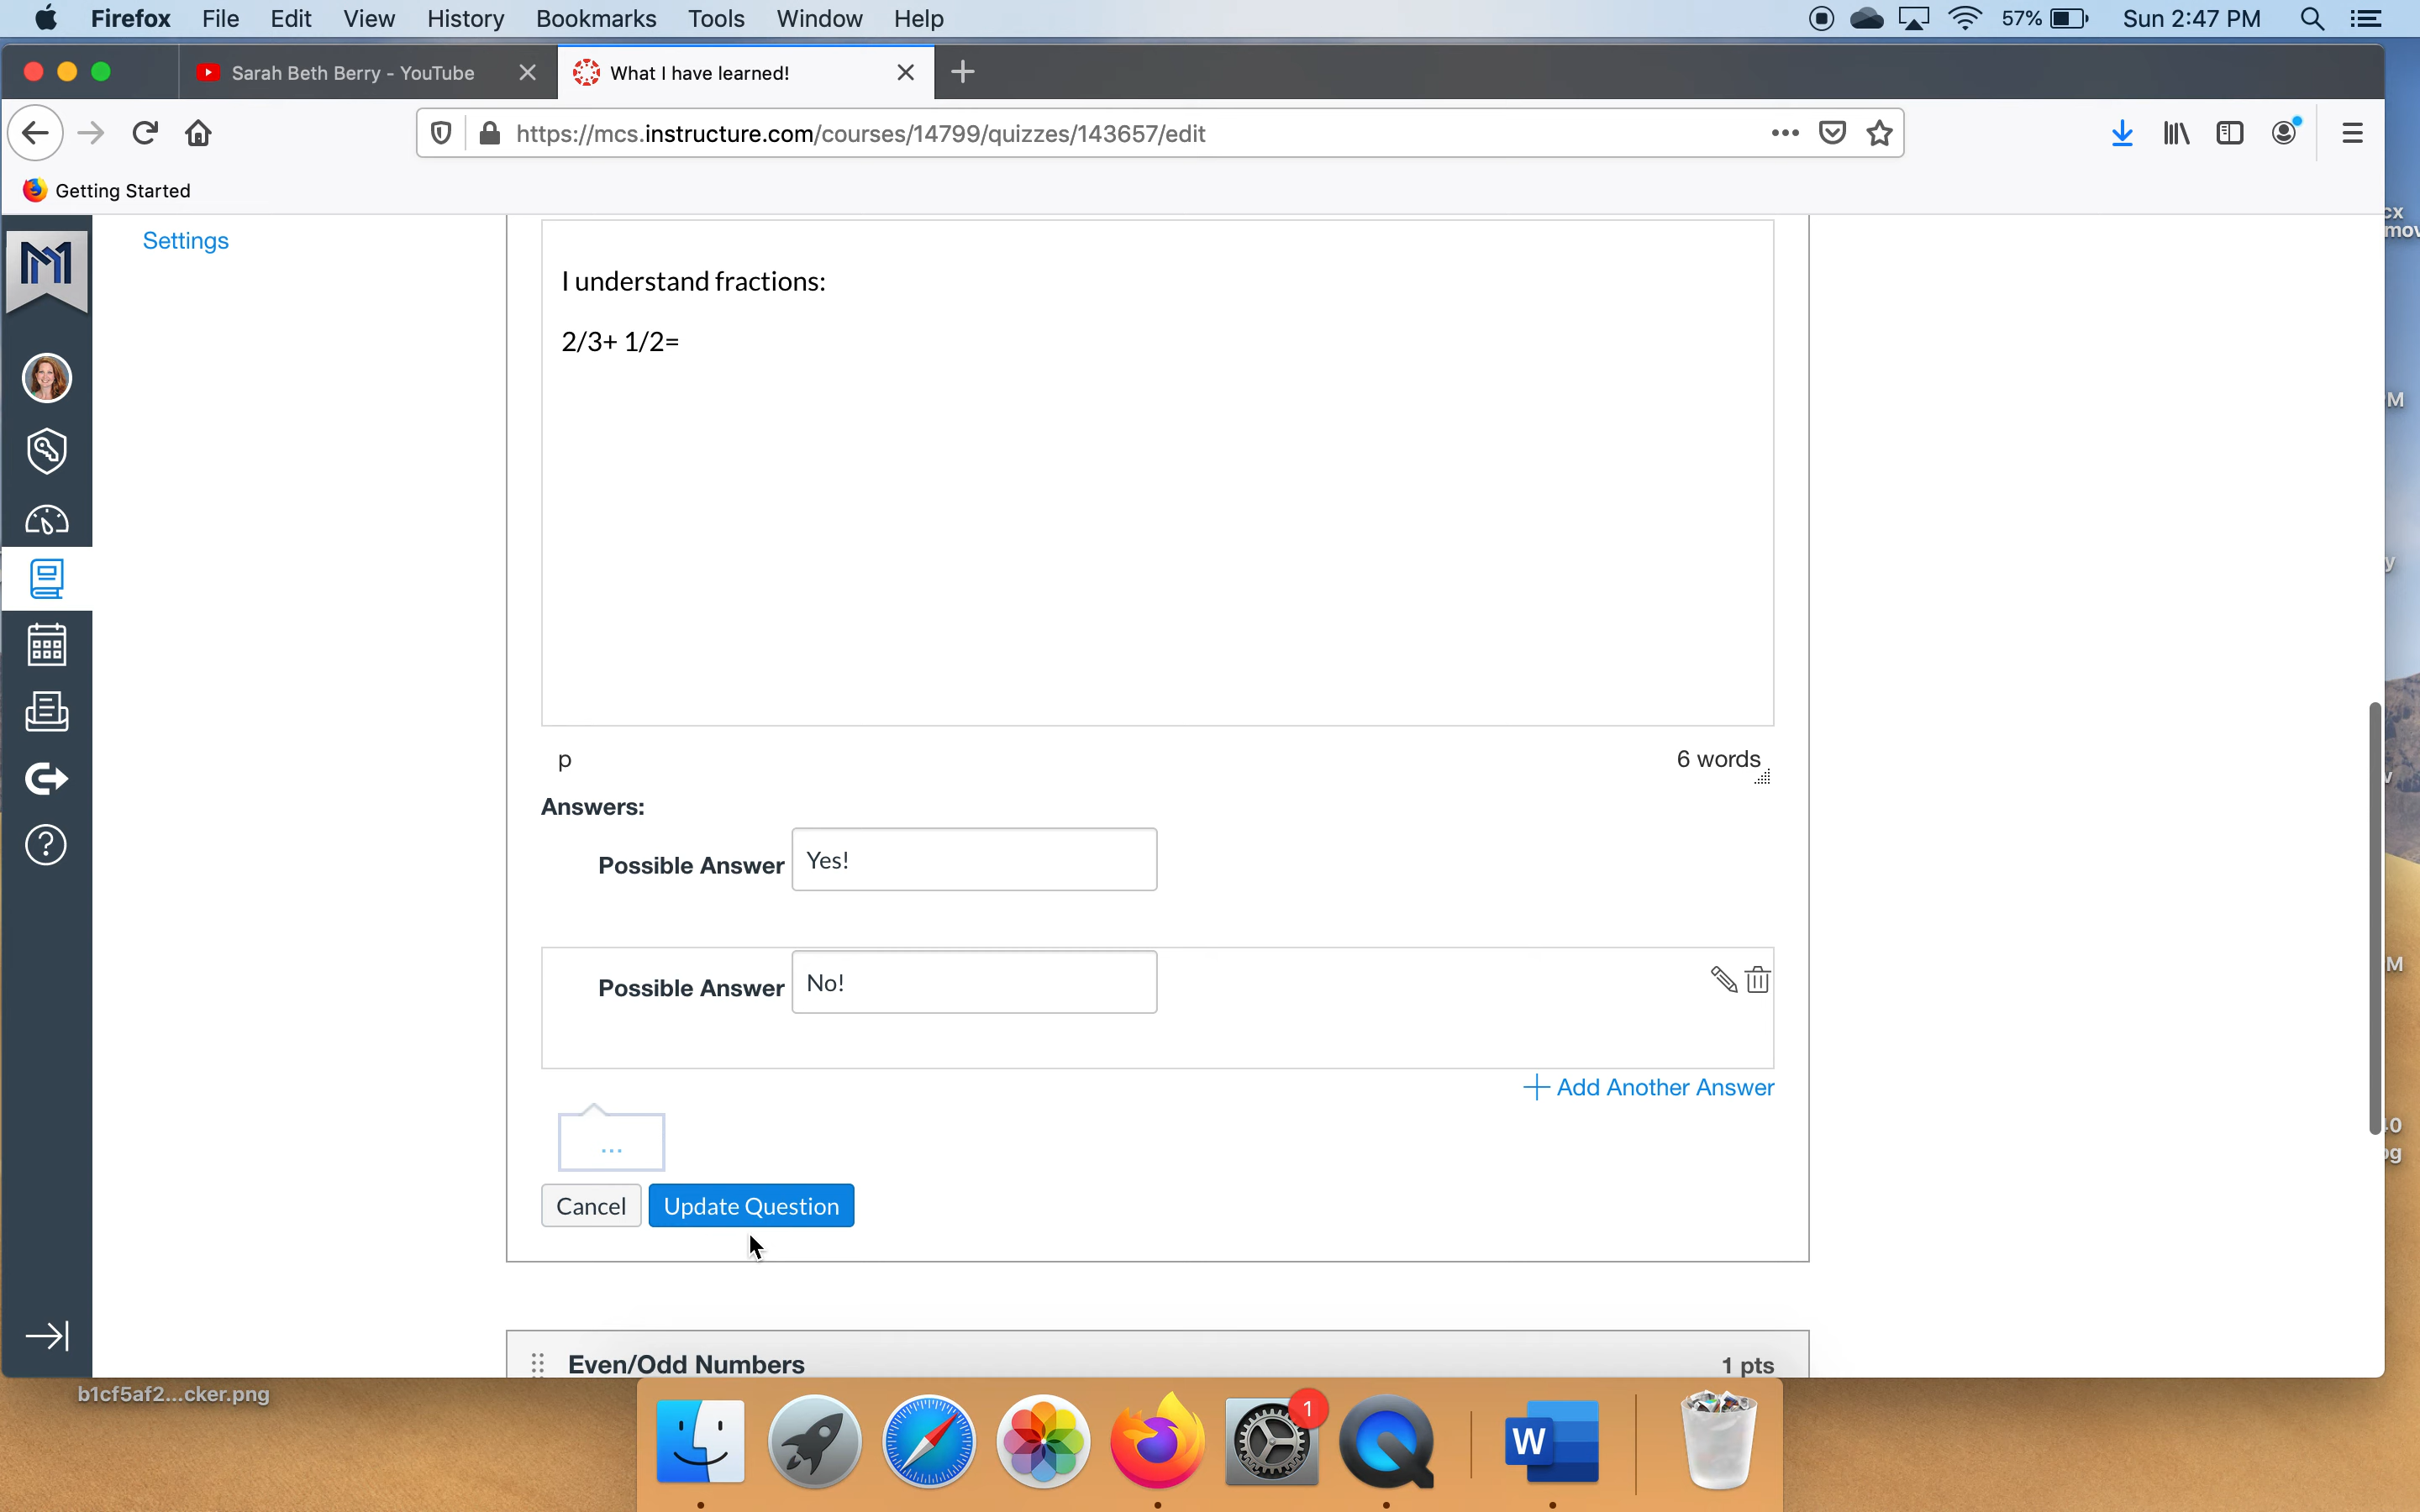 Firefox File Edit View History Bookmarks Tools Window Help 57% Sun 2:47 PM
Sarah Beth Berry - YouTube What I have learned!
https://mcs.instructure.com/courses/14799/quizzes/143657/edit
Getting Started
Settings
I understand fractions:
2/3+ 1/2=
p 6 words
Answers:
Possible Answer Yes!
Possible Answer No!
Add Another Answer
...
Cancel Update Question
Even/Odd Numbers 1 pts
b1cf5af2...cker.png
1
W